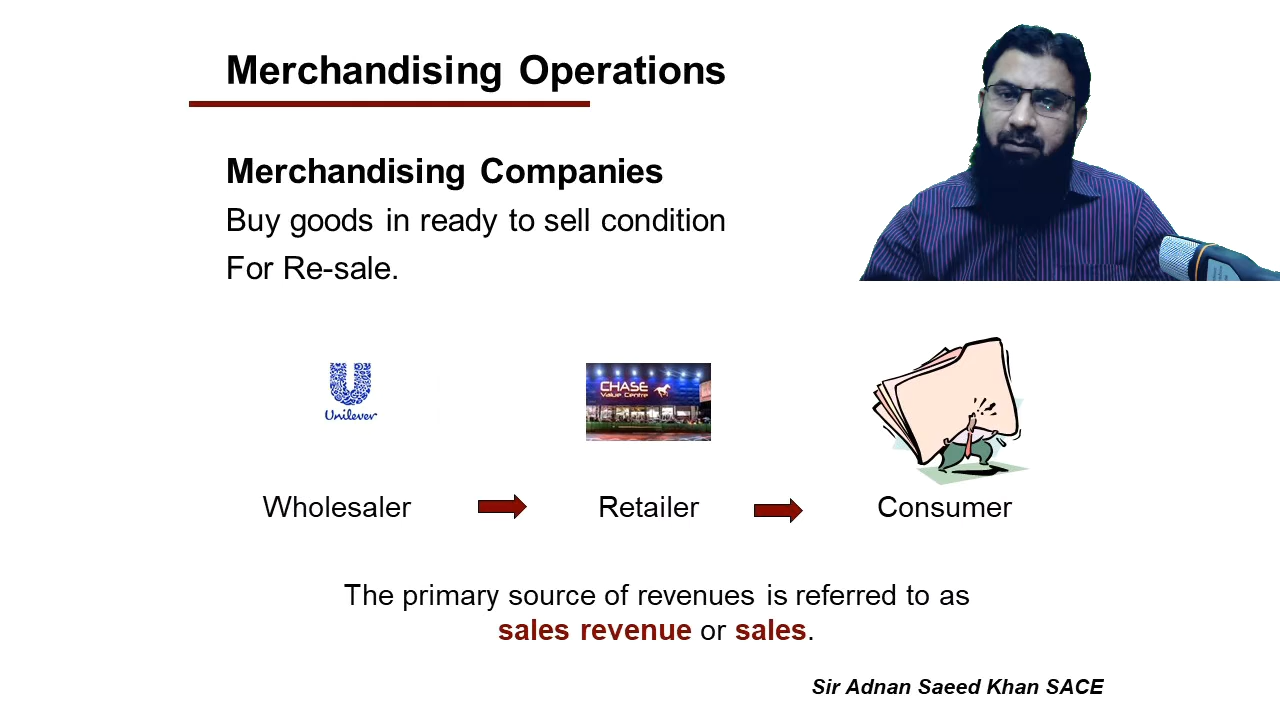 Merchandising Operations
Merchandising Companies
Buy goods in ready to sell condition
For Re-sale.
Unilever
CHASE
Value Centre
Wholesaler
Retailer
Consumer
The primary source of revenues is referred to as
sales revenue or sales.
Sir Adnan Saeed Khan SACE